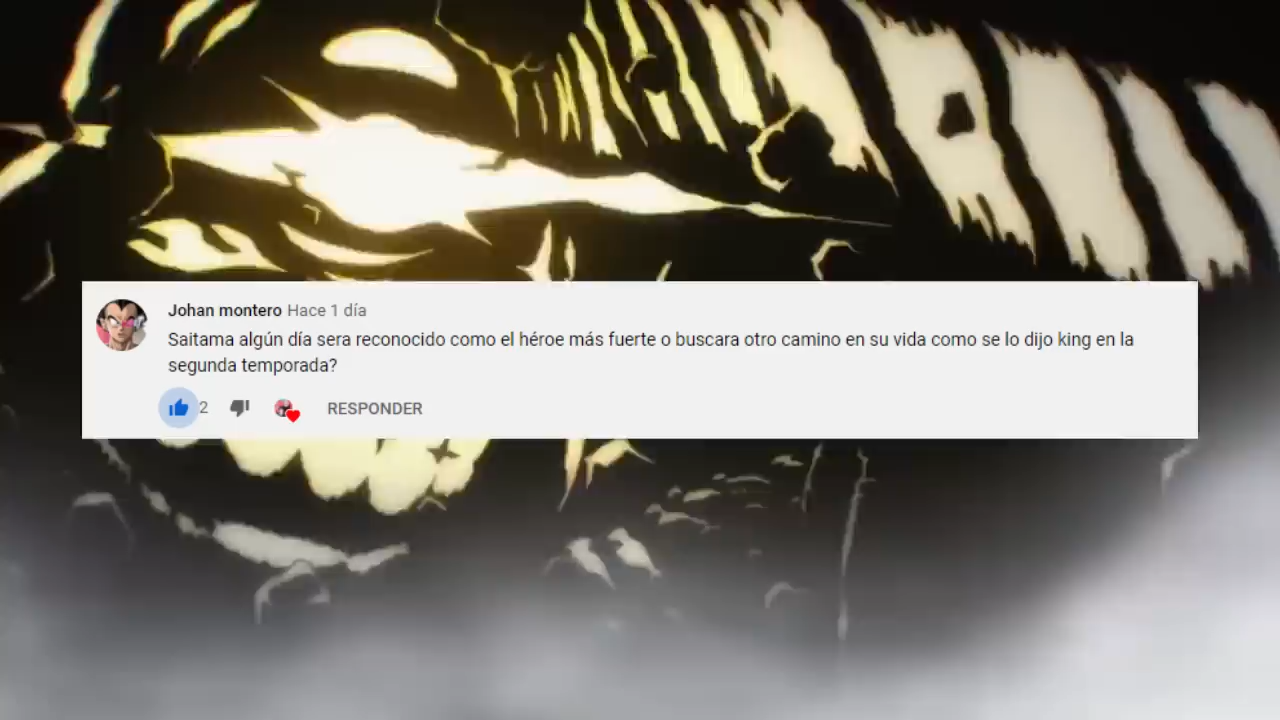 Johan montero Hace 1 día
Saitama algún día sera reconocido como el héroe más fuerte o buscara otro camino en su vida como se lo dijo king en la
segunda temporada?
2 RESPONDER